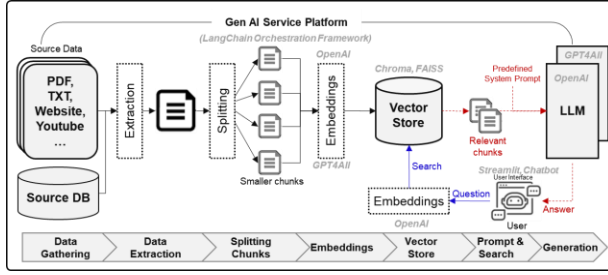 Gen AI Service Platform
(LangChain Orchestration Framework)
Source Data
PDF,
TXT,
Website,
Youtube
...
Source DB
Extraction
Splitting
Smaller chunks
OpenAI
Embeddings
GPT4All
Chroma, FAISS
Vector
Store
Search
Embeddings
OpenAI
Relevant
chunks
Predefined
System Prompt
GPT4All
OpenAI
LLM
Streamlit, Chatbot
User Interface
Question
User
Answer
Data
Gathering
Data
Extraction
Splitting
Chunks
Embeddings
Vector
Store
Prompt &
Search
Generation